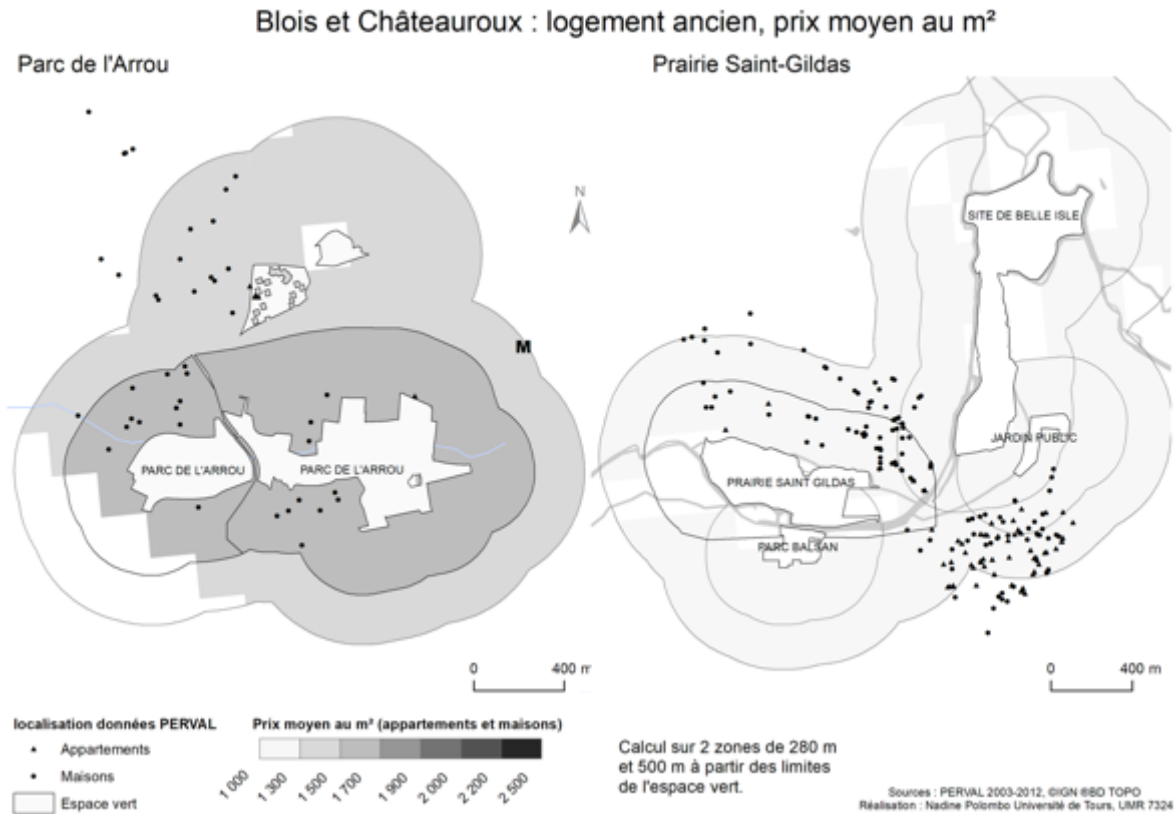 Blois et Châteauroux : logement ancien, prix moyen au m²
Parc de l'Arrou
Prairie Saint-Gildas
N
SITE DE BELLE ISLE
M
JARDIN PUBLIC
PARC DE L'ARROU
PARC DE L'ARROU
PRAIRIE SAINT GILDAS
PARC BALSAN
0 400 m
0 400 m
localisation données PERVAL
Appartements
Maisons
Espace vert
Prix moyen au m² (appartements et maisons)
1 000 1 300 1 500 1 700 1 900 2 000 2 200 2 500
Calcul sur 2 zones de 280 m
et 500 m à partir des limites
de l'espace vert.
Sources : PERVAL 2003-2012, ©IGN ®BD TOPO
Réalisation : Nadine Polombo Université de Tours, UMR 7324